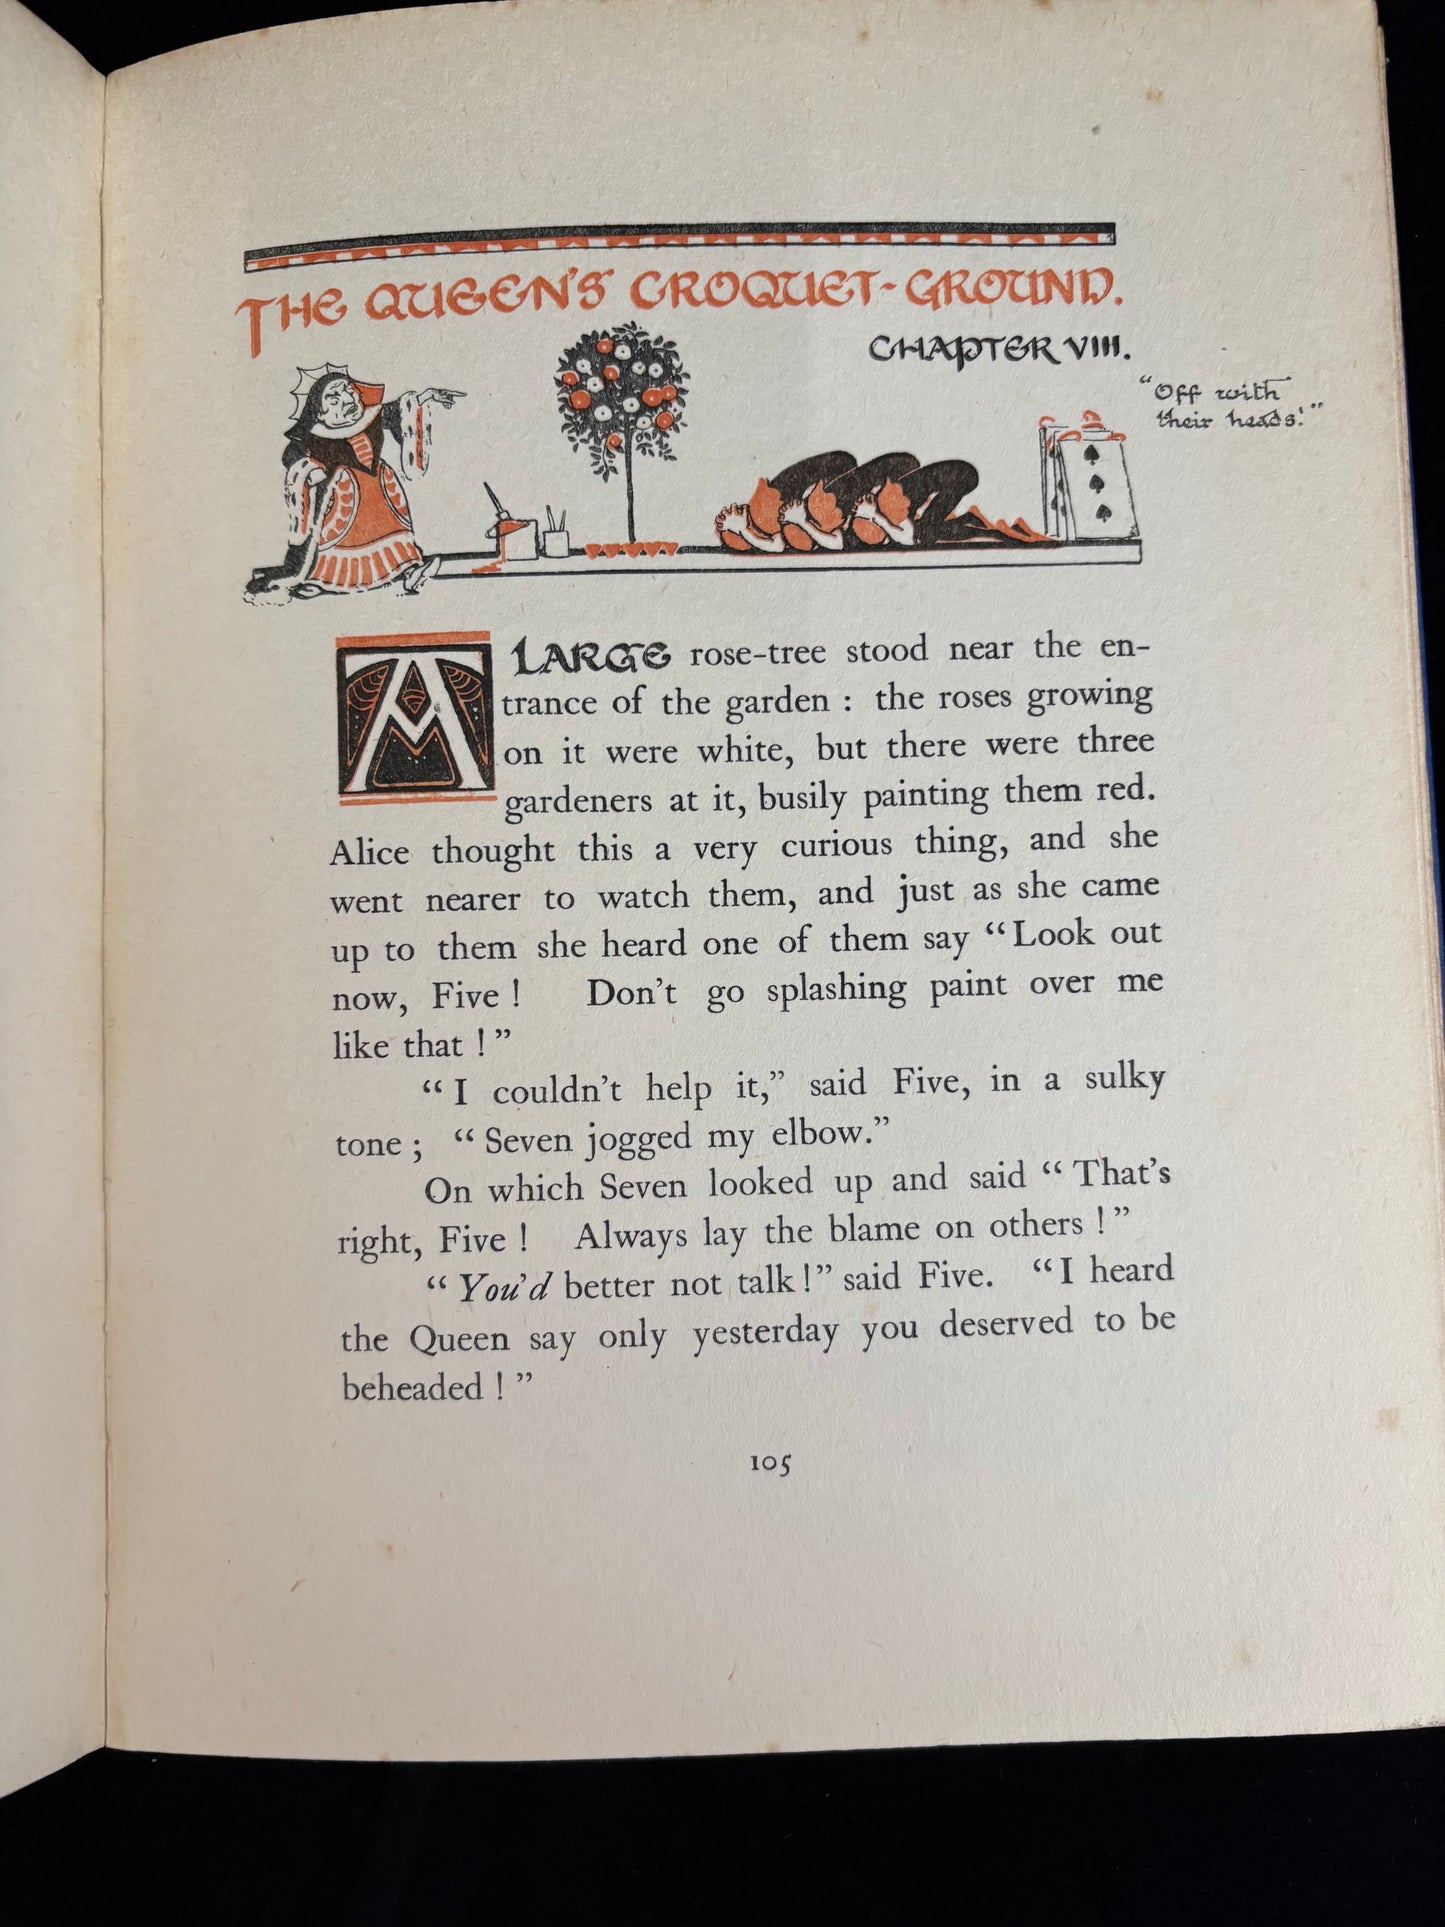 THE QUEEN'S CROQUET-GROUND.
CHAPTER VIII.
"Off with
their heads!"
A LARGE rose-tree stood near the en-
trance of the garden : the roses growing
on it were white, but there were three
gardeners at it, busily painting them red.
Alice thought this a very curious thing, and she
went nearer to watch them, and just as she came
up to them she heard one of them say “Look out
now, Five ! Don’t go splashing paint over me
like that !”
“I couldn’t help it,” said Five, in a sulky
tone ; “Seven jogged my elbow.”
On which Seven looked up and said “That’s
right, Five ! Always lay the blame on others !”
“You’d better not talk !” said Five. “I heard
the Queen say only yesterday you deserved to be
beheaded !”
105